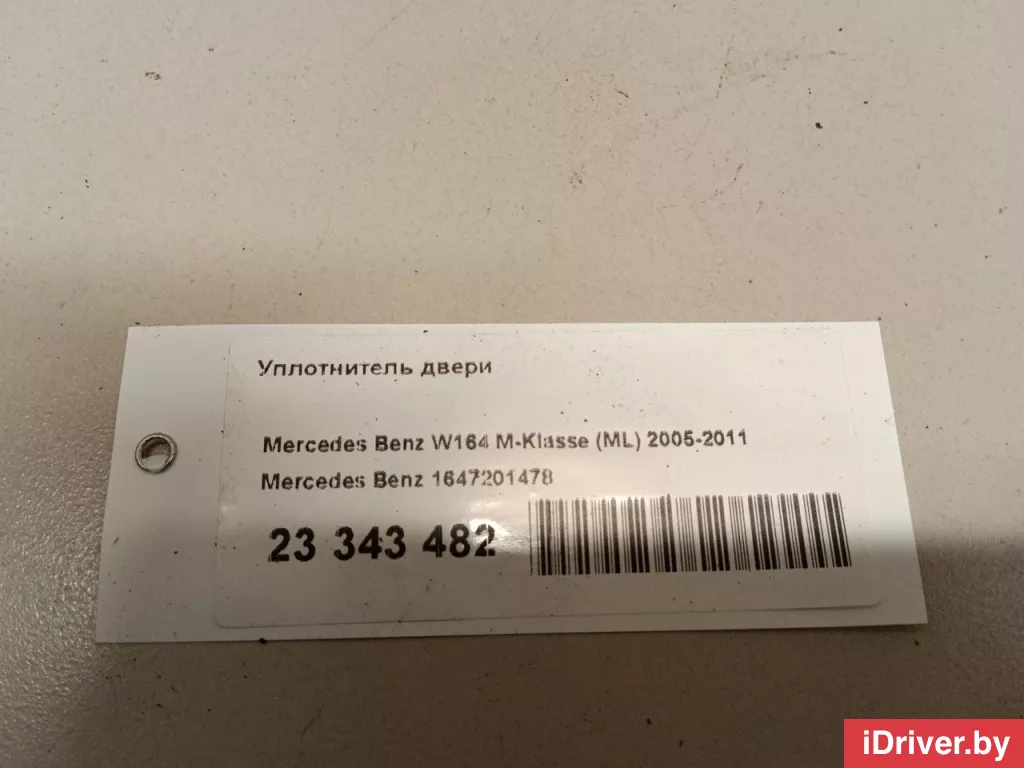 Уплотнитель двери
Mercedes Benz W164 M-Klasse (ML) 2005-2011
Mercedes Benz 1647201478
23 343 482
iDriver.by